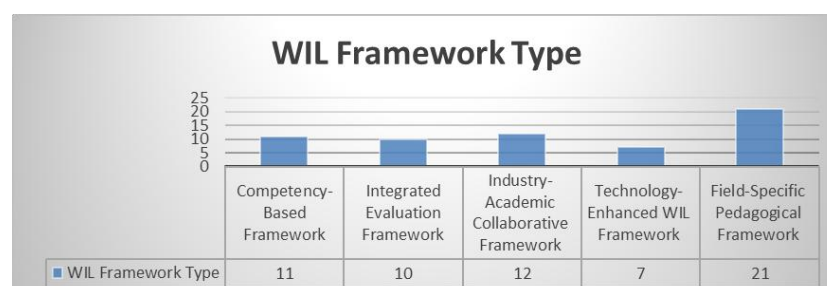 WIL Framework Type
25
20
15
10
5
0
Competency-
Based
Framework
Integrated
Evaluation
Framework
Industry-
Academic
Collaborative
Framework
Technology-
Enhanced WIL
Framework
Field-Specific
Pedagogical
Framework
WIL Framework Type 11 10 12 7 21